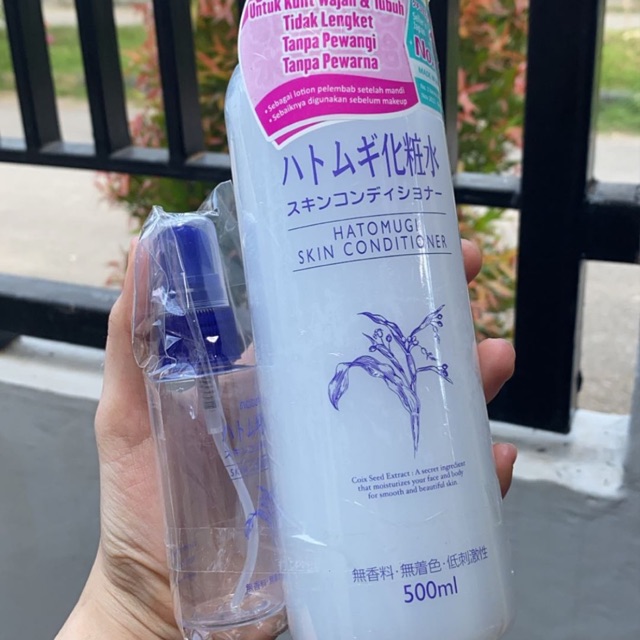 Untuk Kulit Wajah & Tubuh
Tidak Lengket
Tanpa Pewangi
Tanpa Pewarna
• Sebagai lotion pelembab setelah mandi
• Sebaiknya digunakan sebelum makeup
No
ハトムギ化粧水
スキンコンディショナー
HATOMUGI
SKIN CONDITIONER
Coix Seed Extract : A secret ingredient
that moisturizes your face and body
for smooth and beautiful skin.
無香料・無着色・低刺激性
500ml